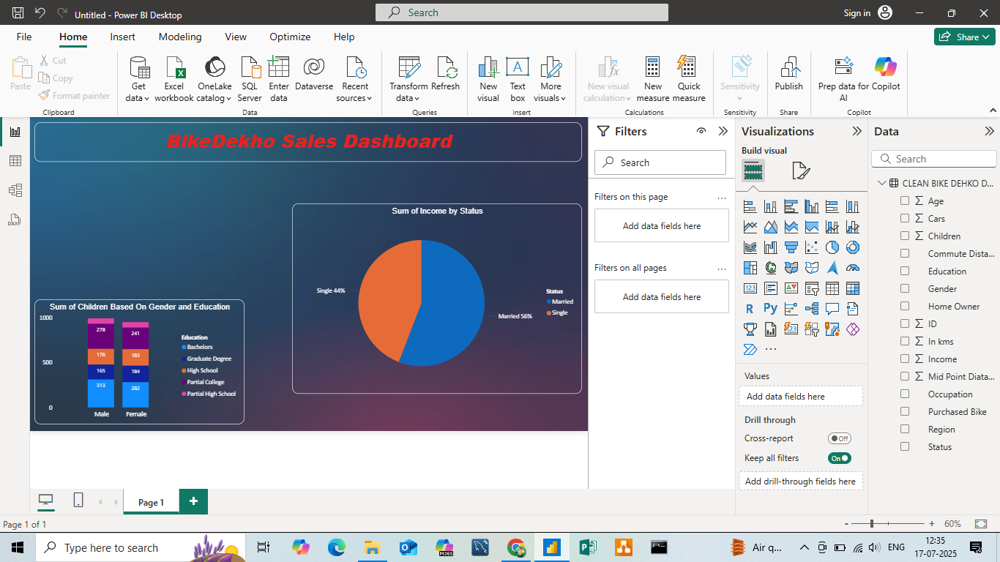 Untitled - Power BI Desktop
Search
Sign in
File
Home
Insert
Modeling
View
Optimize
Help
Share
Paste
Cut
Copy
Format painter
Clipboard
Get data
Excel workbook
OneLake catalog
SQL Server
Enter data
Dataverse
Recent sources
Data
Transform data
Refresh
Queries
New visual
Text box
More visuals
Insert
New visual calculation
New measure
Quick measure
Calculations
Sensitivity
Sensitivity
Publish
Share
Prep data for AI
Copilot
Copilot
BikeDekho Sales Dashboard
Sum of Income by Status
Single 44%
Married 56%
Status
Married
Single
Sum of Children Based On Gender and Education
1000
500
0
278
176
165
313
241
183
184
282
Male
Female
Education
Bachelors
Graduate Degree
High School
Partial College
Partial High School
Filters
Search
Filters on this page
...
Add data fields here
Filters on all pages
...
Add data fields here
Visualizations
Build visual
123
R
Py
123
...
Values
Add data fields here
Drill through
Cross-report
Off
Keep all filters
On
Add drill-through fields here
Data
Search
CLEAN BIKE DEHKO D...
Age
Cars
Children
Commute Dista...
Education
Gender
Home Owner
ID
In kms
Income
Mid Point Diata...
Occupation
Purchased Bike
Region
Status
Page 1
+
Page 1 of 1
- + 60%
Type here to search
M365
Air q...
ENG
12:35
17-07-2025